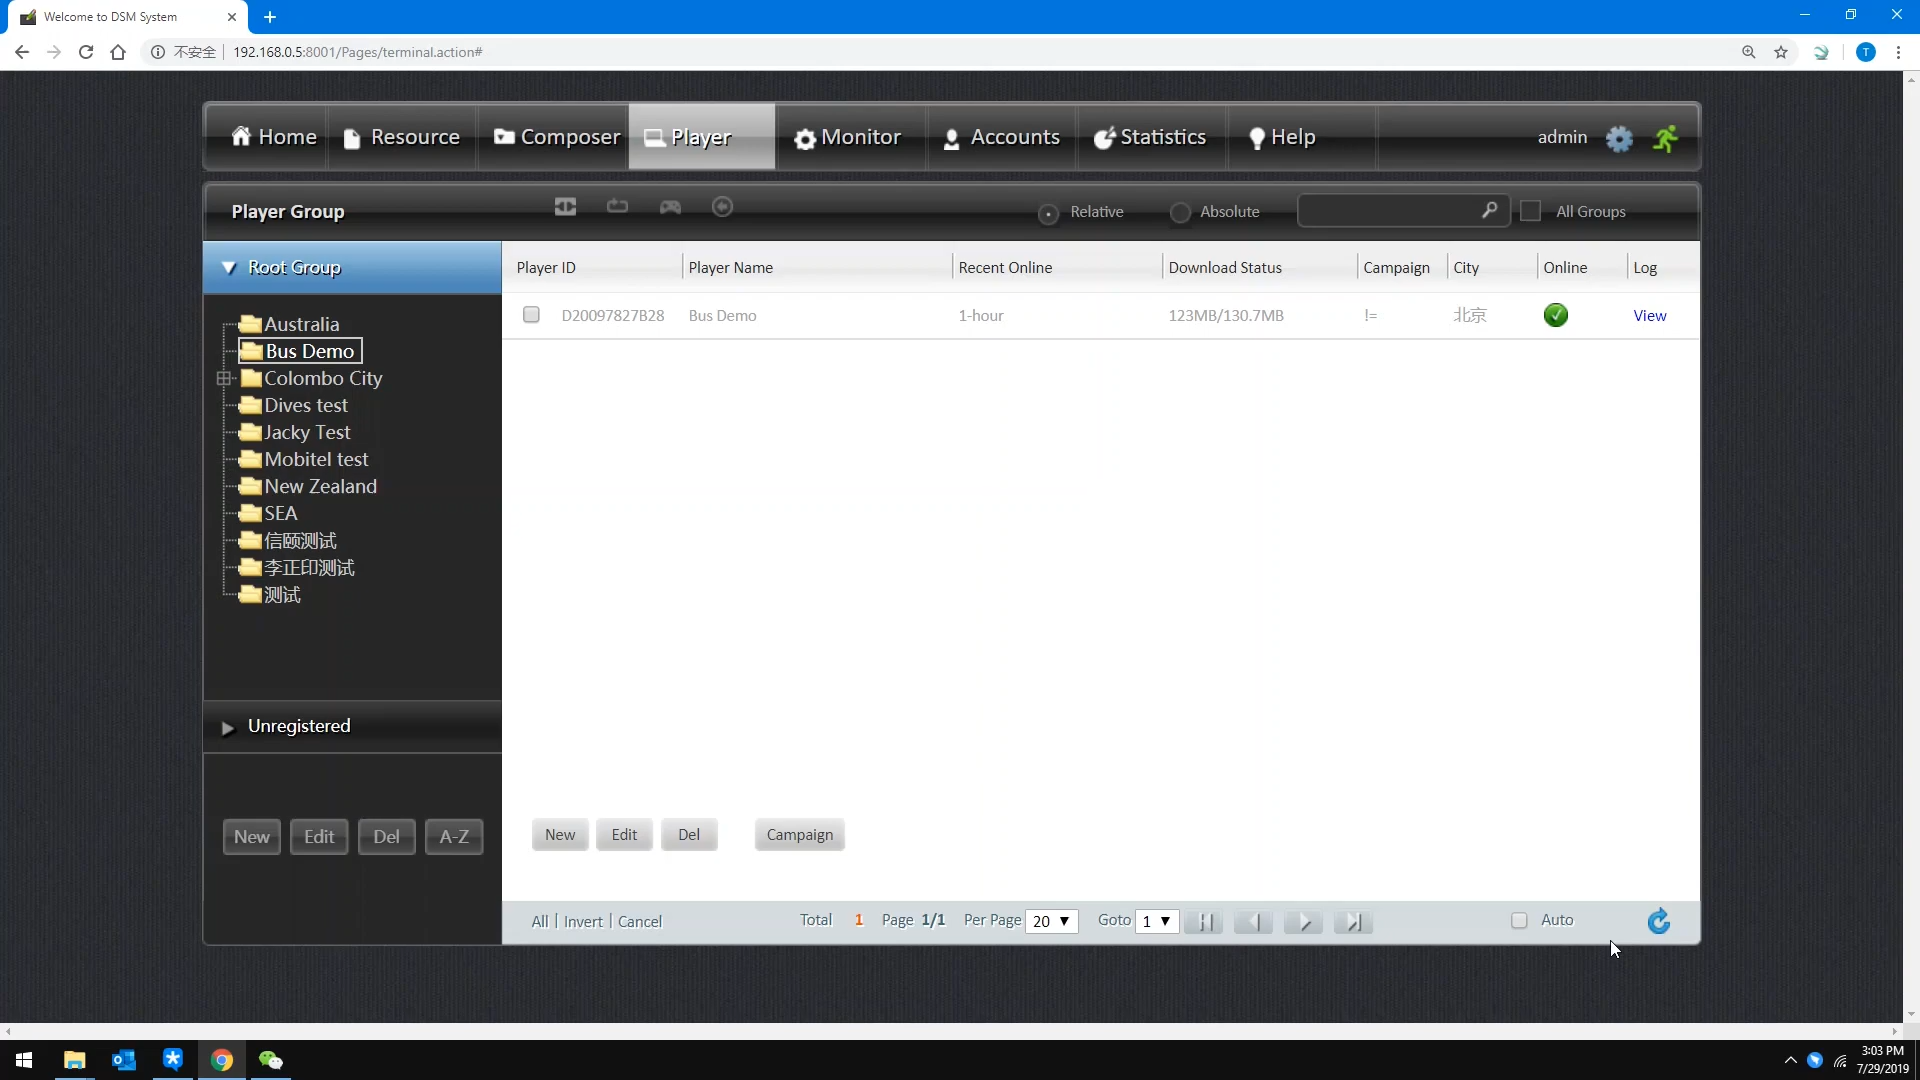 Welcome to DSM System
不安全 192.168.0.5:8001/Pages/terminal.action#
T
Home Resource Composer Player Monitor Accounts Statistics Help admin
Player Group Relative Absolute All Groups
Root Group
Player ID Player Name Recent Online Download Status Campaign City Online Log
D20097827B28 Bus Demo 1-hour 123MB/130.7MB != 北京 View
Australia
Bus Demo
Colombo City
Dives test
Jacky Test
Mobitel test
New Zealand
SEA
信颐测试
李正印测试
测试
Unregistered
New Edit Del A-Z
New Edit Del Campaign
All | Invert | Cancel Total 1 Page 1/1 Per Page 20 Goto 1 Auto
3:03 PM
7/29/2019